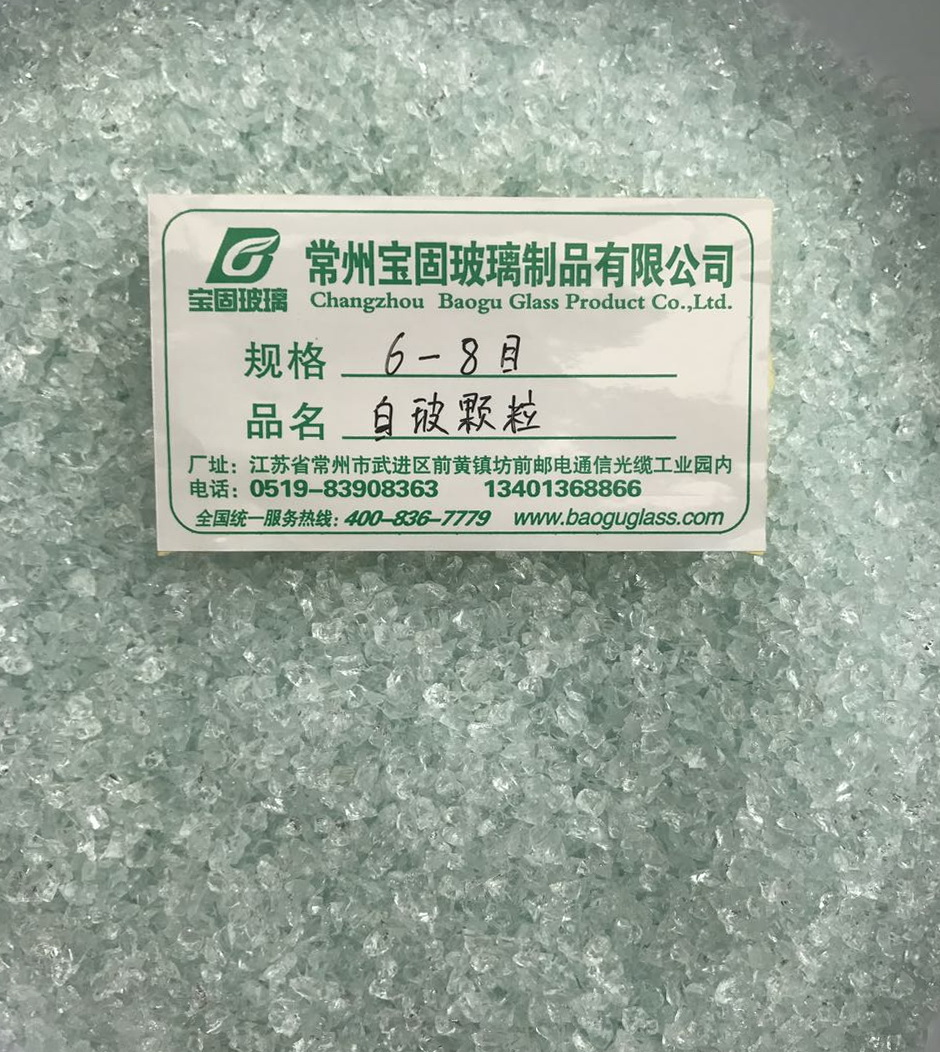 宝固玻璃
常州宝固玻璃制品有限公司
Changzhou Baogu Glass Product Co.,Ltd.
规格 6-8目
品名 白玻颗粒
厂址：江苏省常州市武进区前黄镇坊前邮电通信光缆工业园内
电话：0519-83908363 13401368866
全国统一服务热线：400-836-7779 www.baoguglass.com